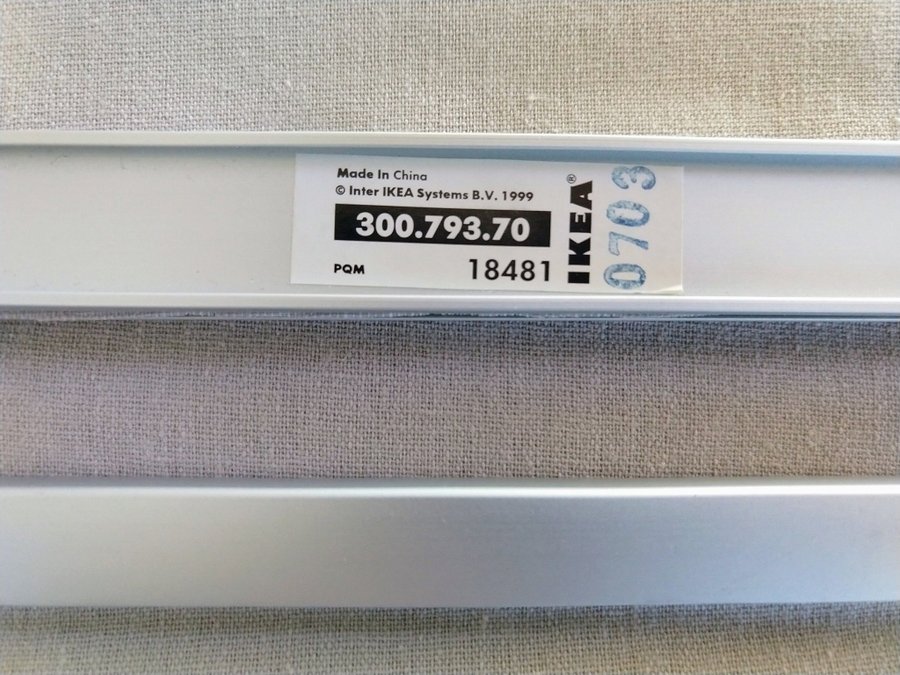 Made In China
© Inter IKEA Systems B.V. 1999
300.793.70
PQM 18481
IKEA®
0703